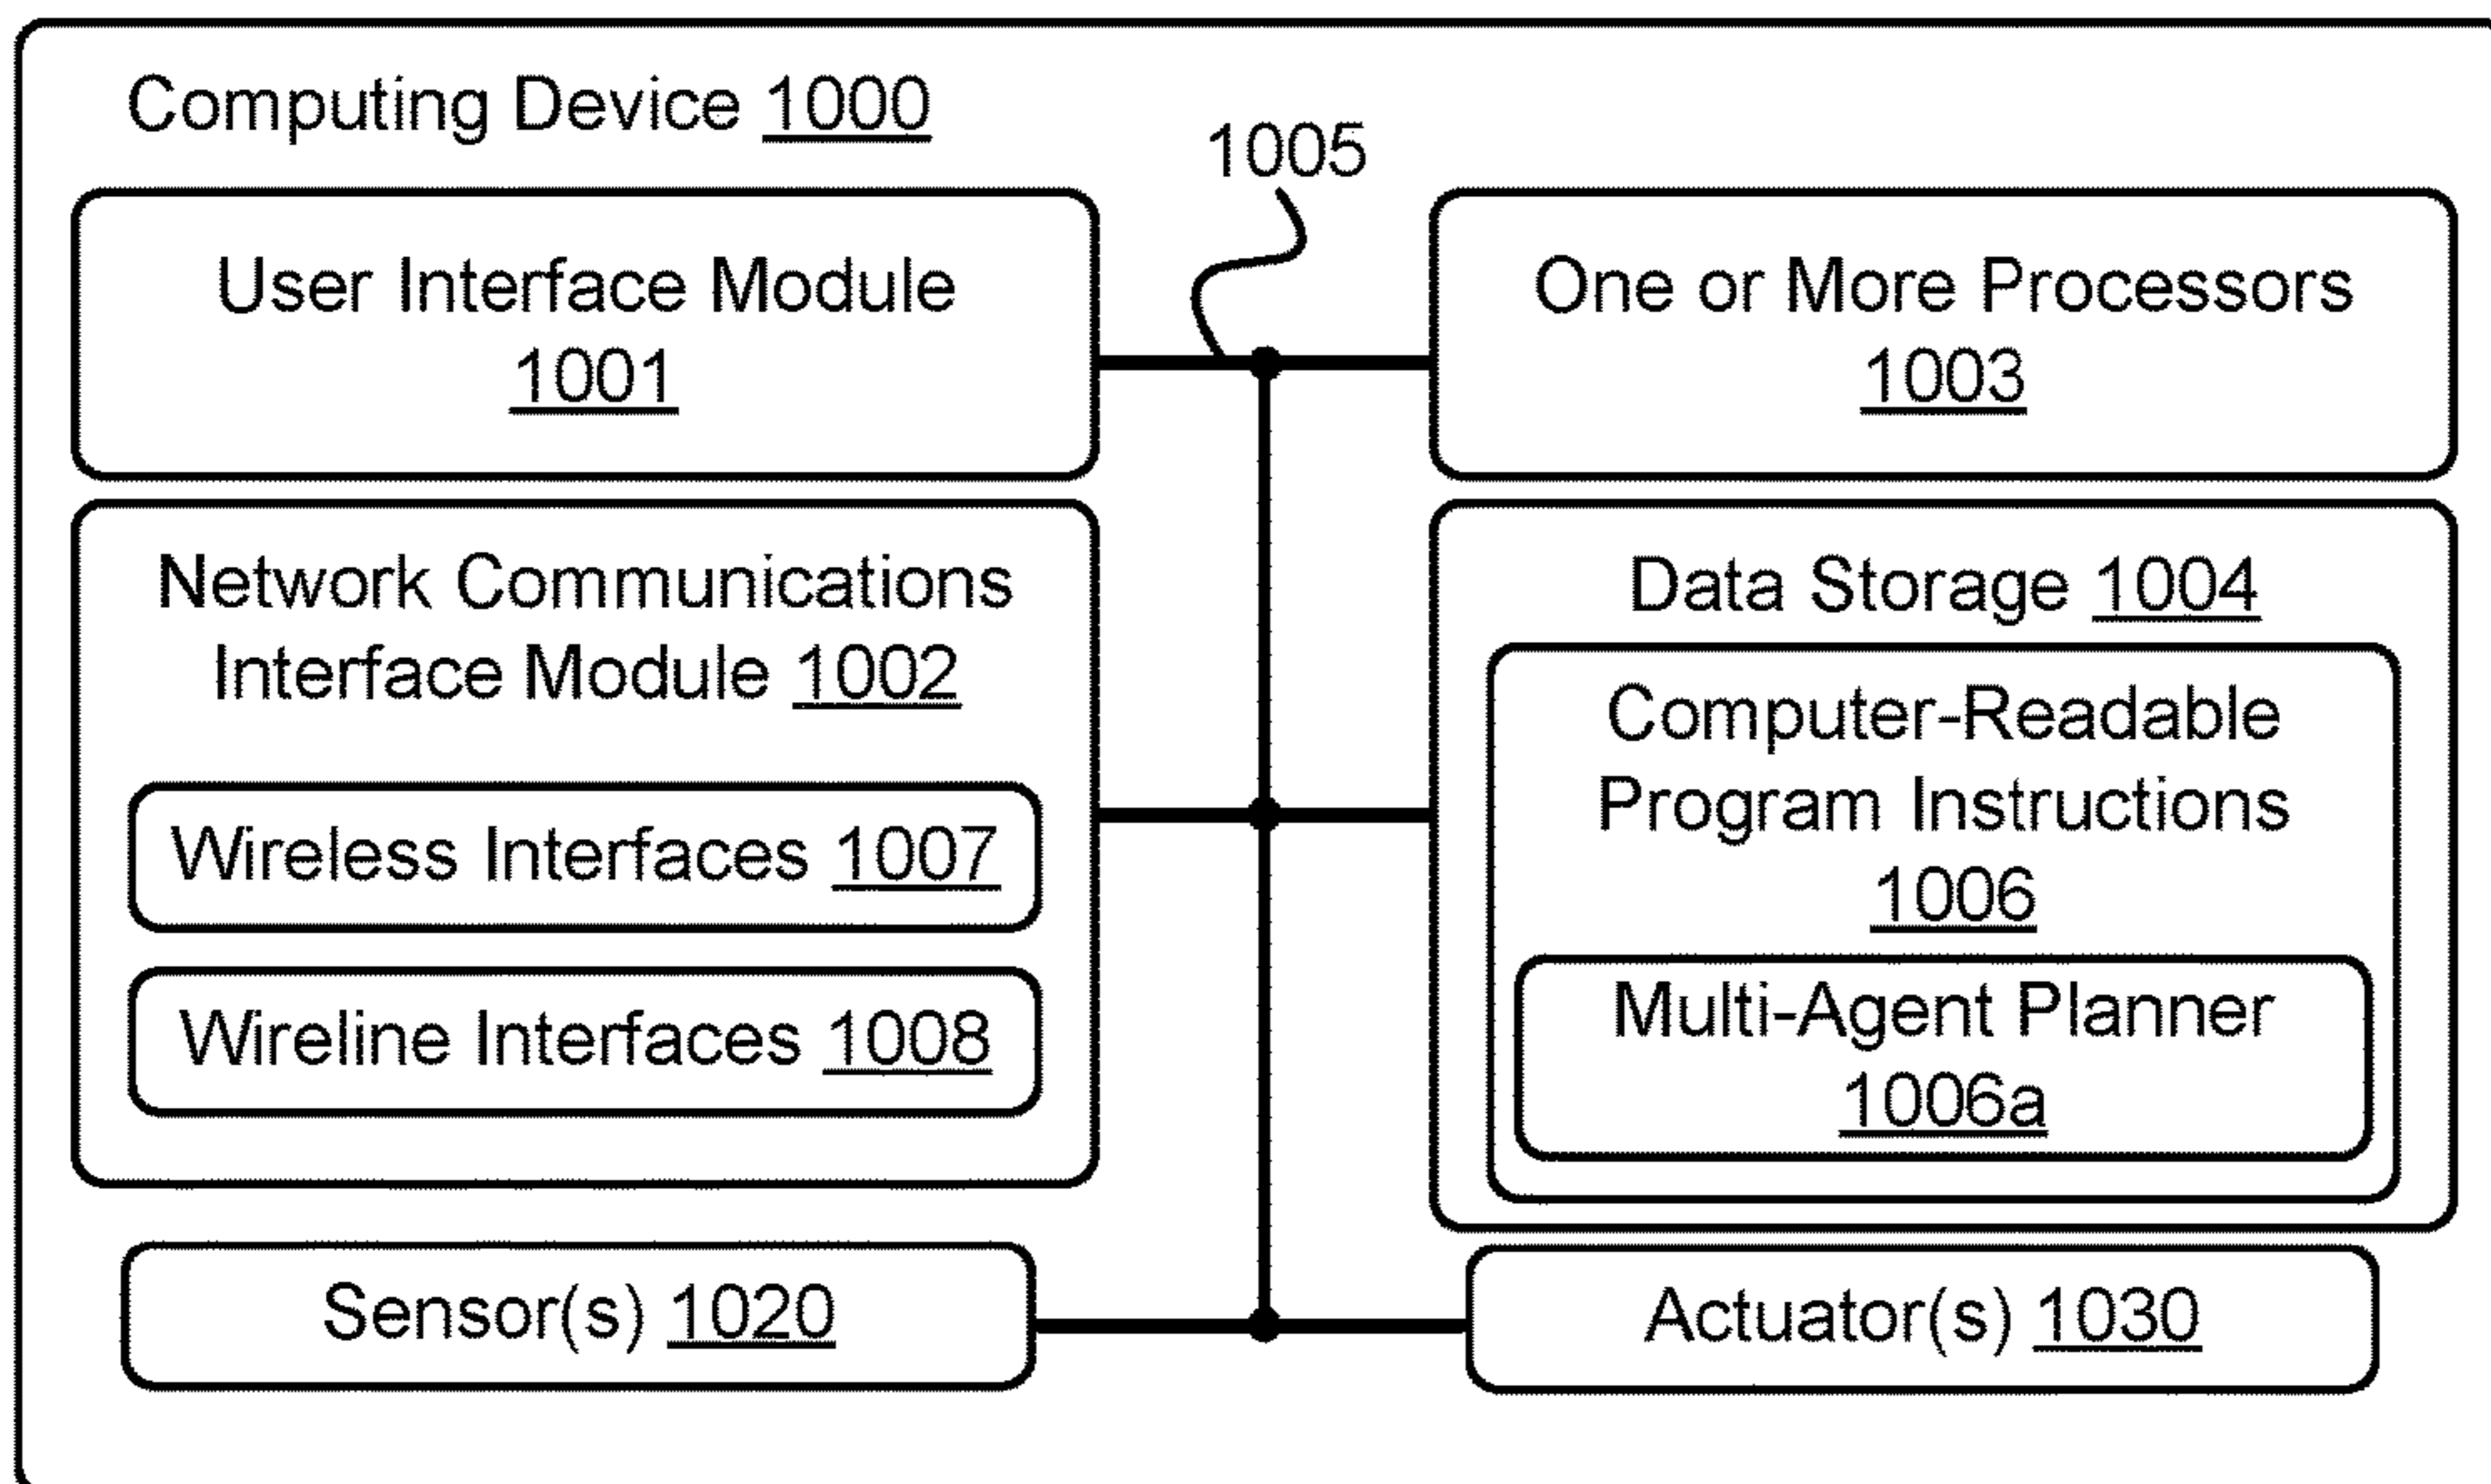 Computing Device 1000
1005
User Interface Module
1001
One or More Processors
1003
Network Communications
Interface Module 1002
Wireless Interfaces 1007
Wireline Interfaces 1008
Data Storage 1004
Computer-Readable
Program Instructions
1006
Multi-Agent Planner
1006a
Sensor(s) 1020
Actuator(s) 1030